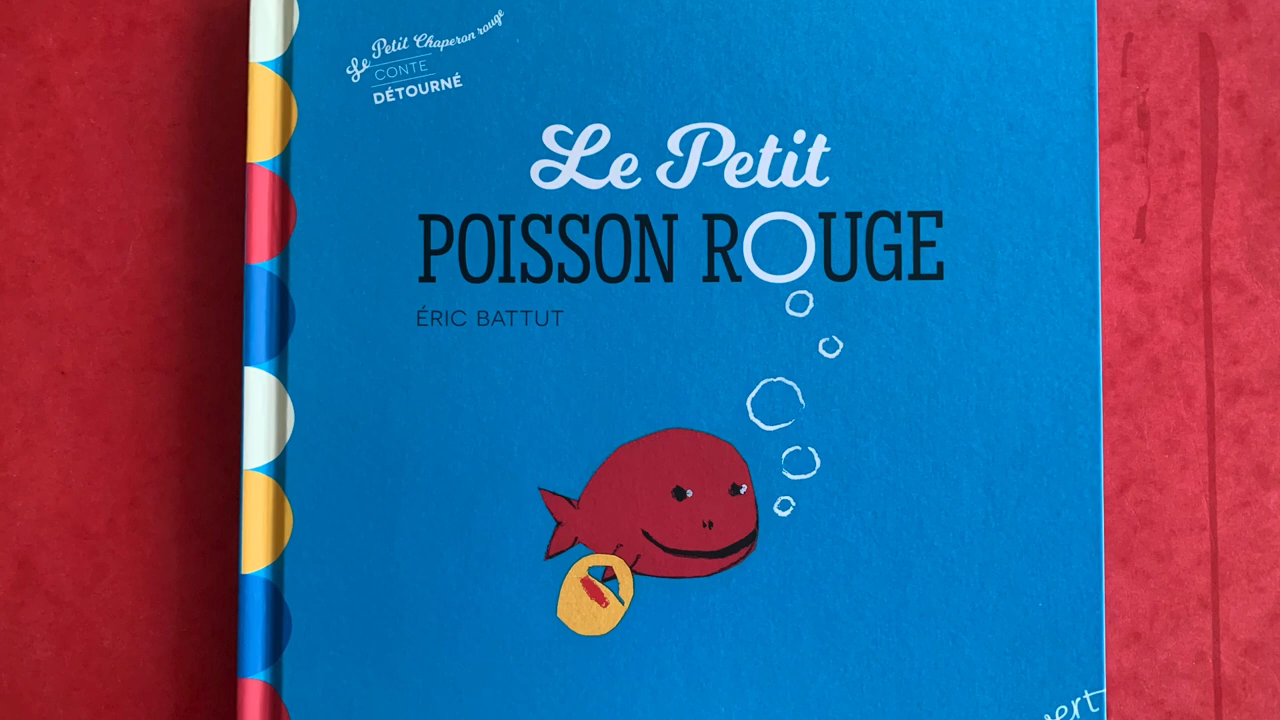 Le Petit Chaperon rouge
CONTE
DÉTOURNÉ
Le Petit
POISSON ROUGE
ÉRIC BATTUT